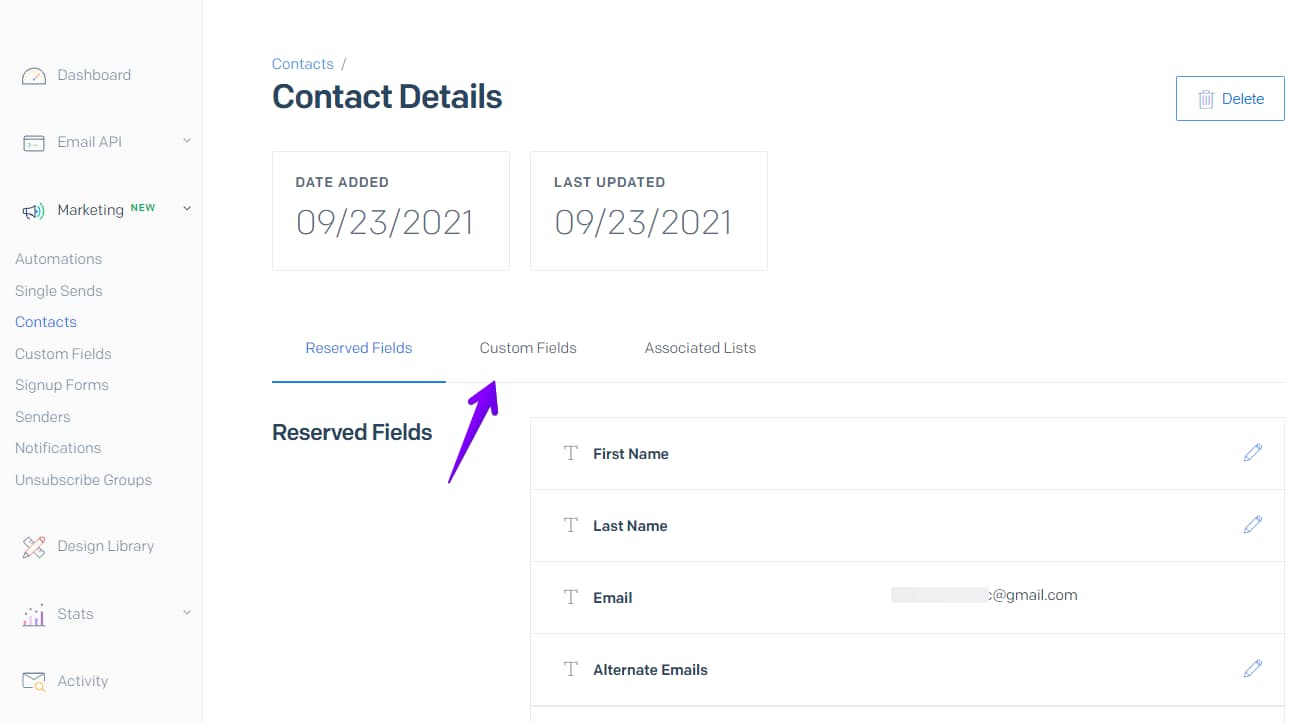 Dashboard
Email API
Marketing NEW
Automations
Single Sends
Contacts
Custom Fields
Signup Forms
Senders
Notifications
Unsubscribe Groups
Design Library
Stats
Activity
Contacts /
Contact Details
Delete
DATE ADDED
09/23/2021
LAST UPDATED
09/23/2021
Reserved Fields
Custom Fields
Associated Lists
Reserved Fields
First Name
Last Name
Email
@gmail.com
Alternate Emails